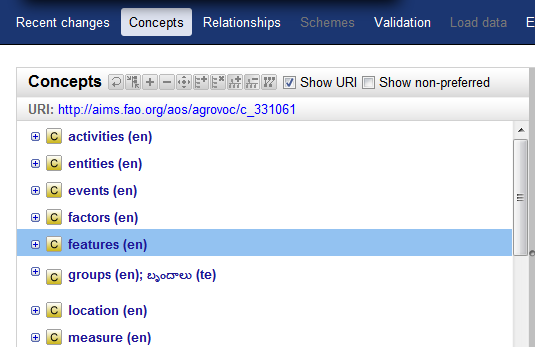 Recent changes Concepts Relationships Schemes Validation Load data E
Concepts Show URI Show non-preferred
URI: http://aims.fao.org/aos/agrovoc/c_331061
C activities (en)
C entities (en)
C events (en)
C factors (en)
C features (en)
C groups (en); బృందాలు (te)
C location (en)
C measure (en)